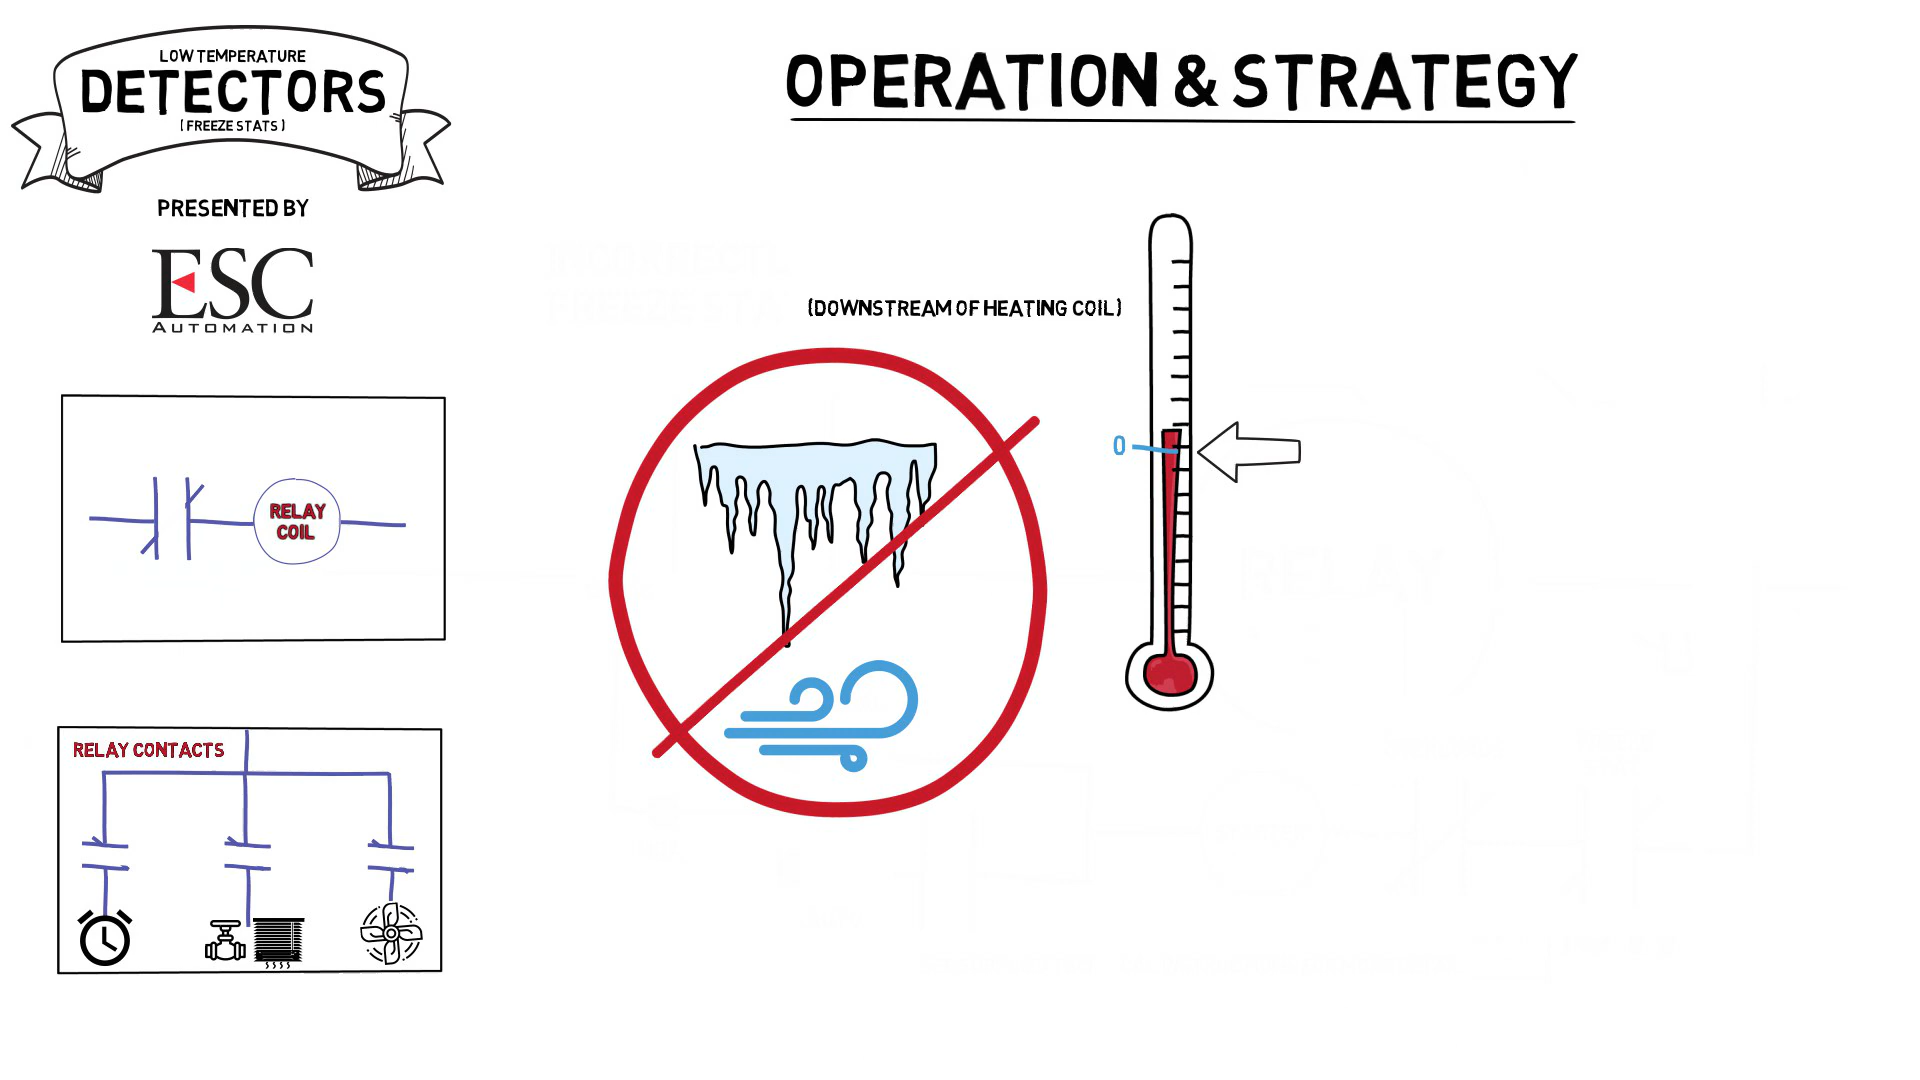 LOW TEMPERATURE
DETECTORS
(FREEZE STATS)
PRESENTED BY
ESC
AUTOMATION
OPERATION & STRATEGY
(DOWNSTREAM OF HEATING COIL)
0
RELAY
COIL
RELAY CONTACTS